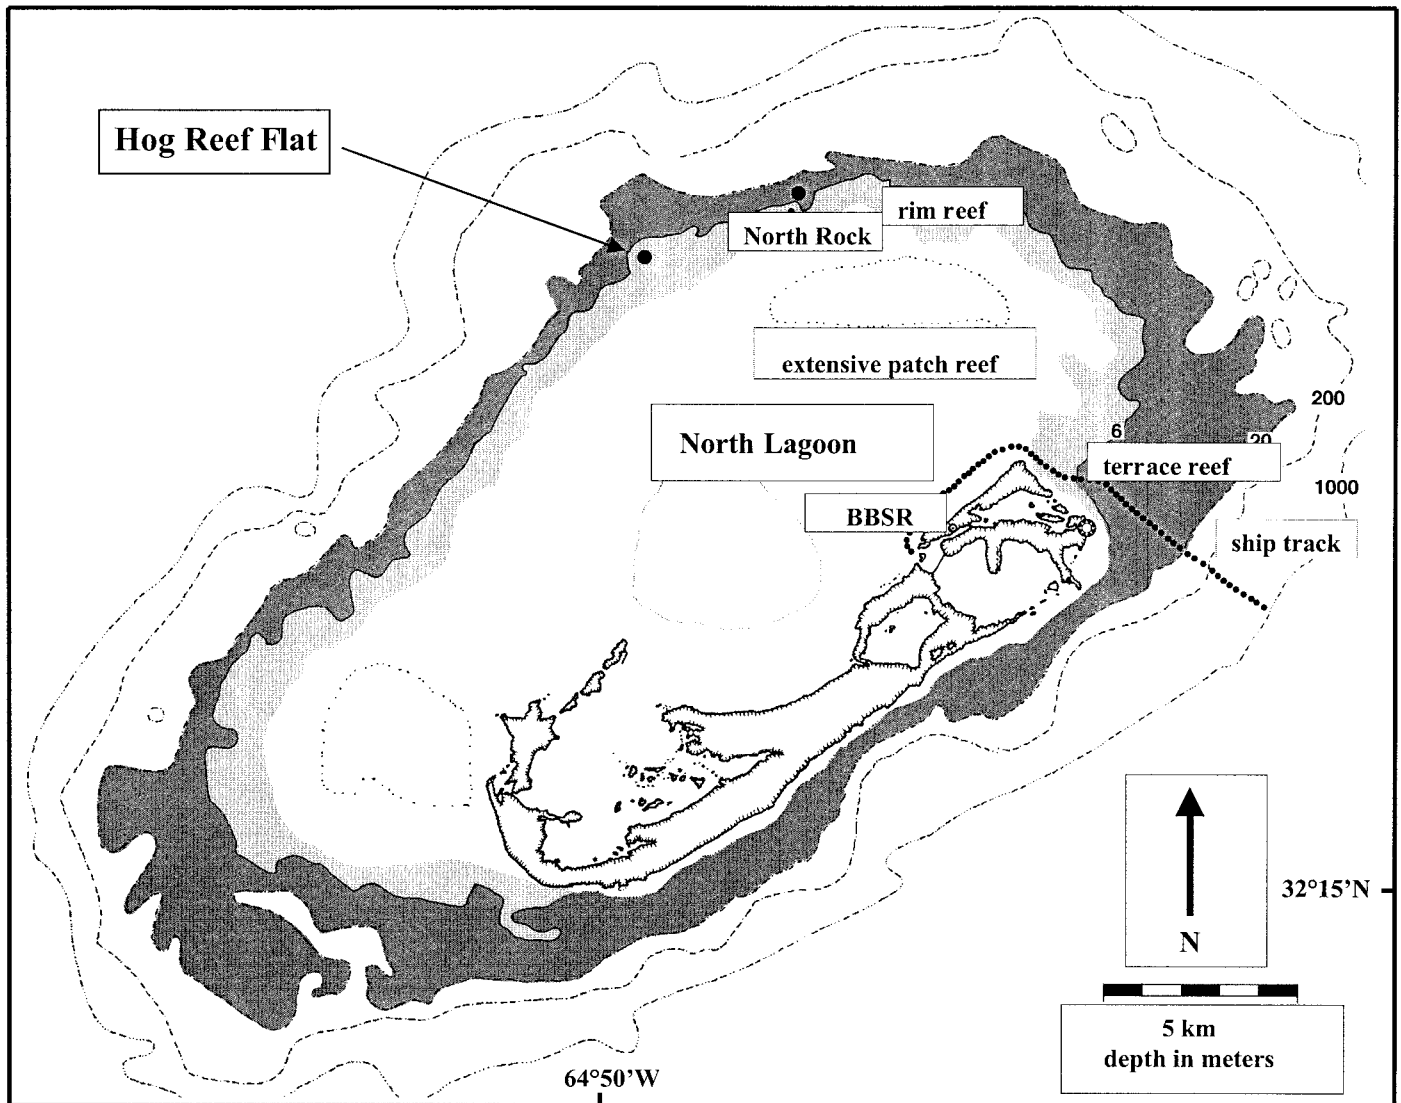 Hog Reef Flat
rim reef
North Rock
extensive patch reef
200
North Lagoon
6
20
terrace reef
1000
BBSR
ship track
32°15'N
N
5 km
depth in meters
64°50'W